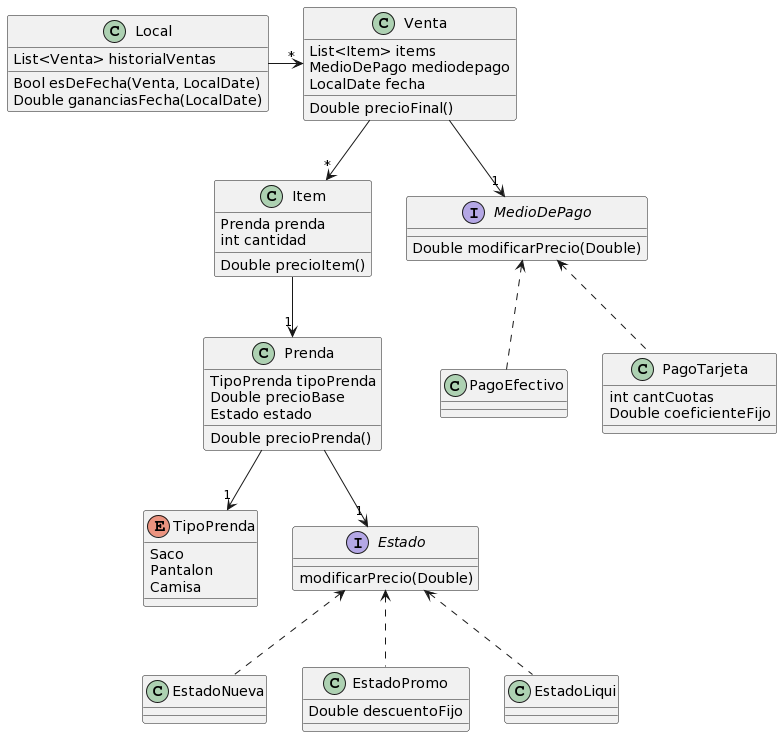 C Local
List<Venta> historialVentas
Bool esDeFecha(Venta, LocalDate)
Double gananciasFecha(LocalDate)
*
C Venta
List<Item> items
MedioDePago mediodepago
LocalDate fecha
Double precioFinal()
*
1
C Item
Prenda prenda
int cantidad
Double precioItem()
I MedioDePago
Double modificarPrecio(Double)
1
C Prenda
TipoPrenda tipoPrenda
Double precioBase
Estado estado
Double precioPrenda()
C PagoEfectivo
C PagoTarjeta
int cantCuotas
Double coeficienteFijo
1
1
E TipoPrenda
Saco
Pantalon
Camisa
I Estado
modificarPrecio(Double)
C EstadoNueva
C EstadoPromo
Double descuentoFijo
C EstadoLiqui